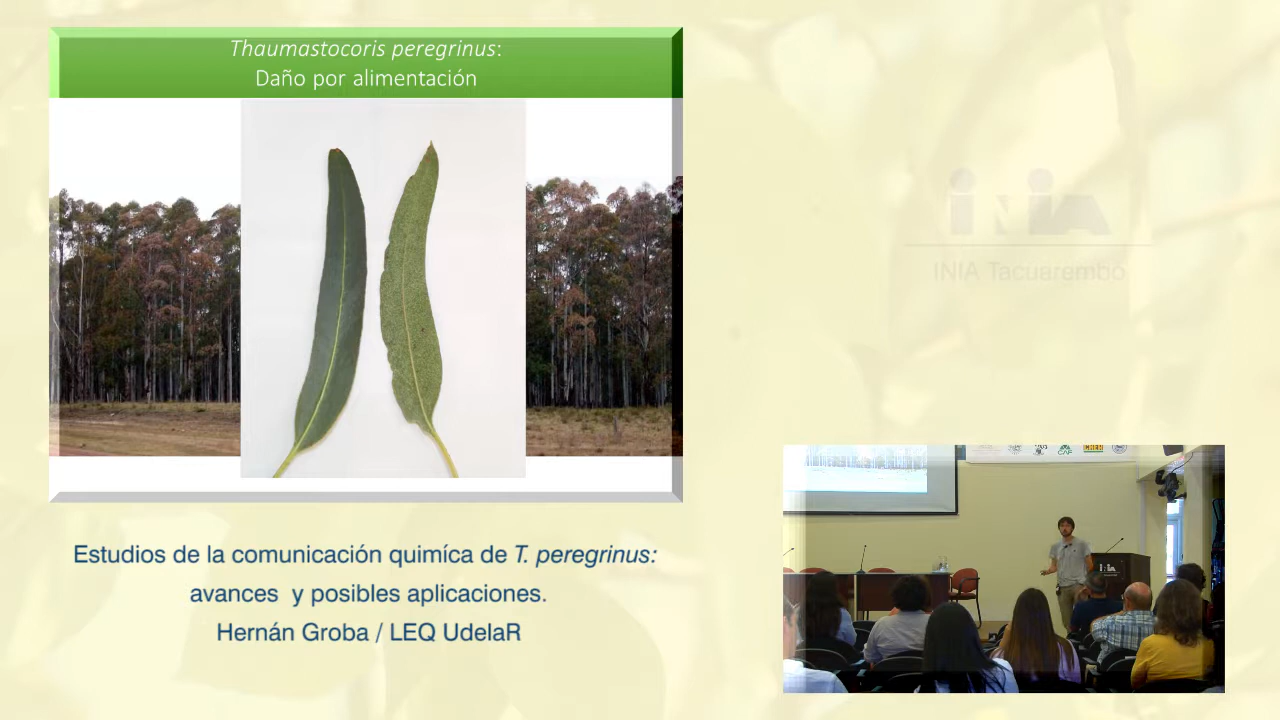 Thaumastocoris peregrinus:
Daño por alimentación
INIA
INIA Tacuarembó
Estudios de la comunicación quimíca de T. peregrinus:
avances y posibles aplicaciones.
Hernán Groba / LEQ UdelaR